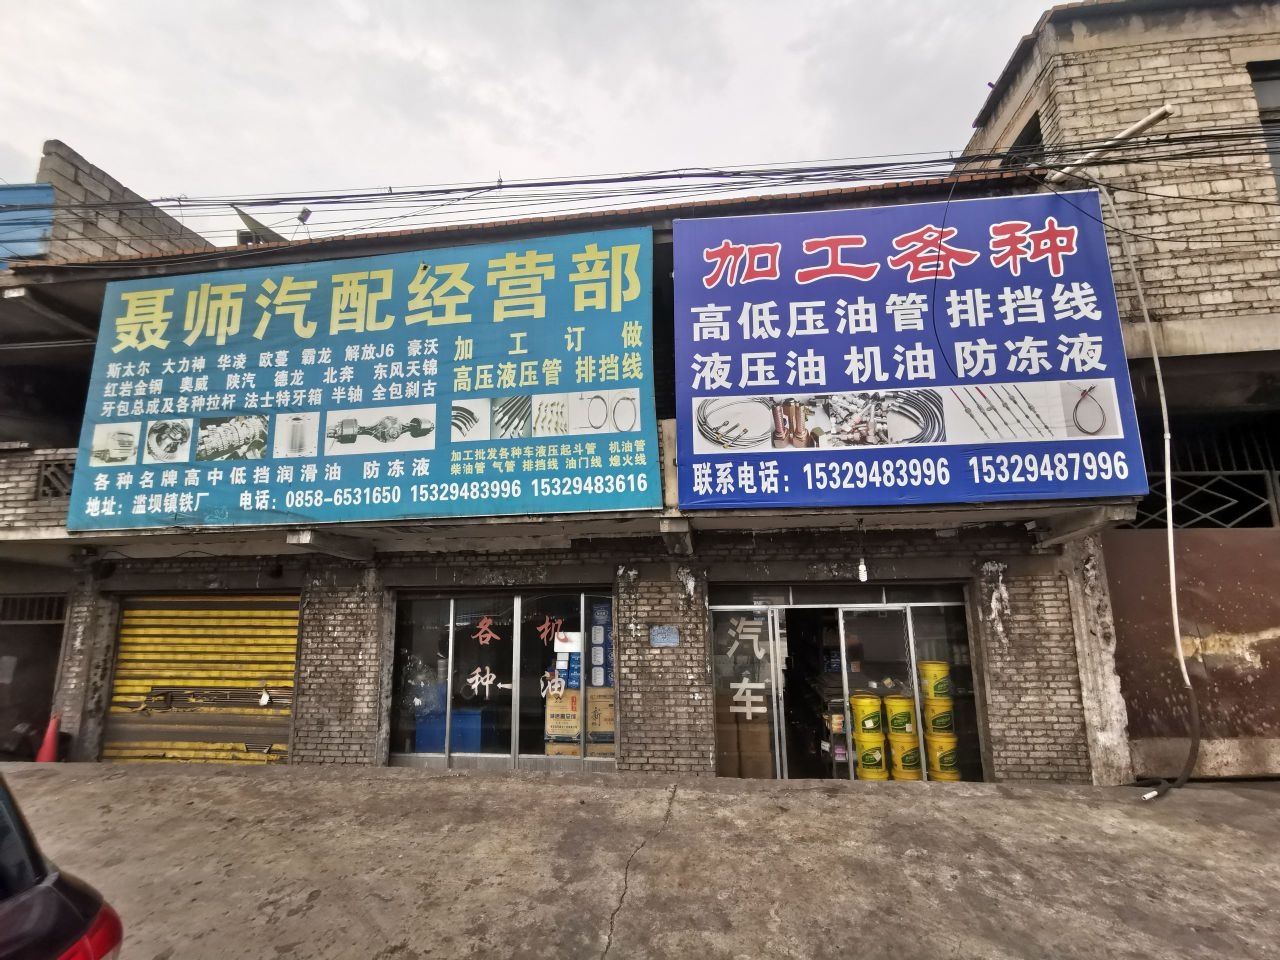 聂师汽配经营部
斯太尔 大力神 华凌 欧蔓 霸龙 解放J6 豪沃
红岩金钢 奥威 陕汽 德龙 北奔 东风天锦
牙包总成及各种拉杆 法士特牙箱 半轴 全包刹古
加工订做
高压液压管 排挡线
加工批发各种车液压起斗管 机油管
柴油管 气管 排挡线 油门线 熄火线
各种名牌高中低挡润滑油 防冻液
地址：滥坝镇铁厂 电话：0858-6531650 15329483996 15329483616
加工各种
高低压油管 排挡线
液压油 机油 防冻液
联系电话：15329483996 15329487996
各种机油
汽车